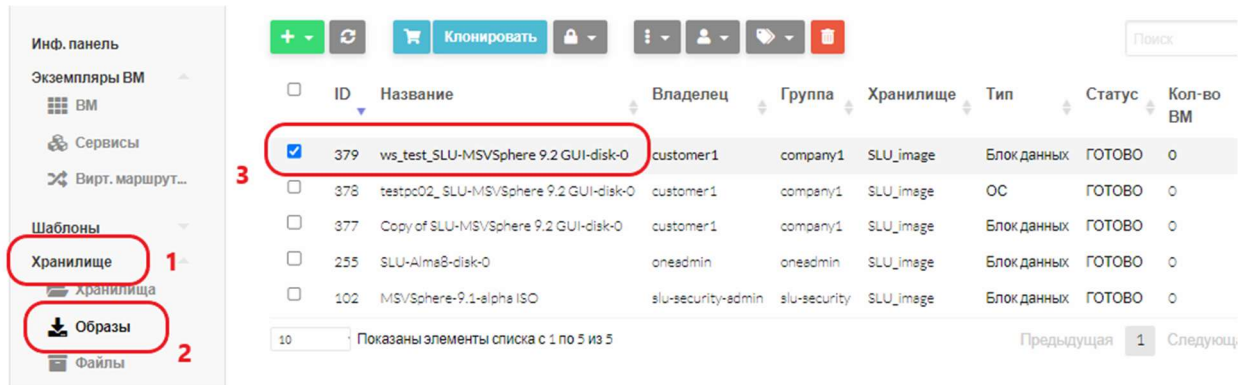 Инф. панель
Экземпляры ВМ
ВМ
Сервисы
Вирт. маршрут...
Шаблоны
Хранилище
1
Хранилища
Образы
2
Файлы
Клонировать
Поиск
ID Название Владелец Группа Хранилище Тип Статус Кол-во ВМ
3
379 ws_test_SLU-MSVSphere 9.2 GUI-disk-0 customer1 company1 SLU_image Блок данных ГОТОВО 0
378 testpc02_ SLU-MSVSphere 9.2 GUI-disk-0 customer1 company1 SLU_image ОС ГОТОВО 0
377 Copy of SLU-MSVSphere 9.2 GUI-disk-0 customer1 company1 SLU_image Блок данных ГОТОВО 0
255 SLU-Alma8-disk-0 oneadmin oneadmin SLU_image Блок данных ГОТОВО 0
102 MSVSphere-9.1-alpha ISO slu-security-admin slu-security SLU_image Блок данных ГОТОВО 0
10 Показаны элементы списка с 1 по 5 из 5
Предыдущая 1 Следующ